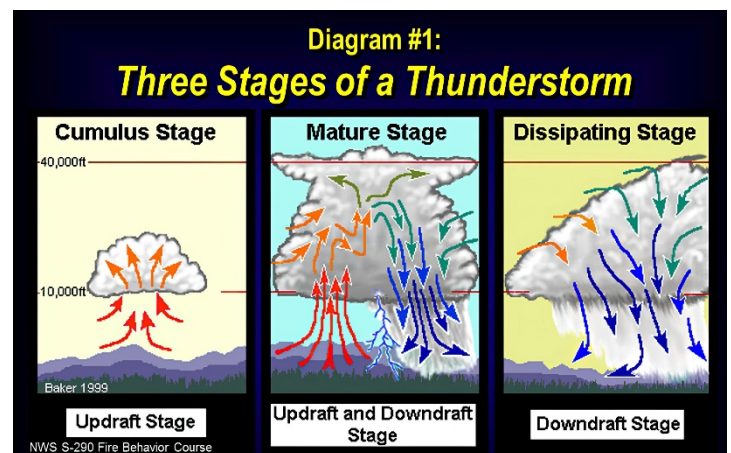 Diagram #1:
Three Stages of a Thunderstorm
Cumulus Stage
40,000ft
10,000ft
Baker 1999
Updraft Stage
NWS S-290 Fire Behavior Course
Mature Stage
Updraft and Downdraft
Stage
Dissipating Stage
Downdraft Stage